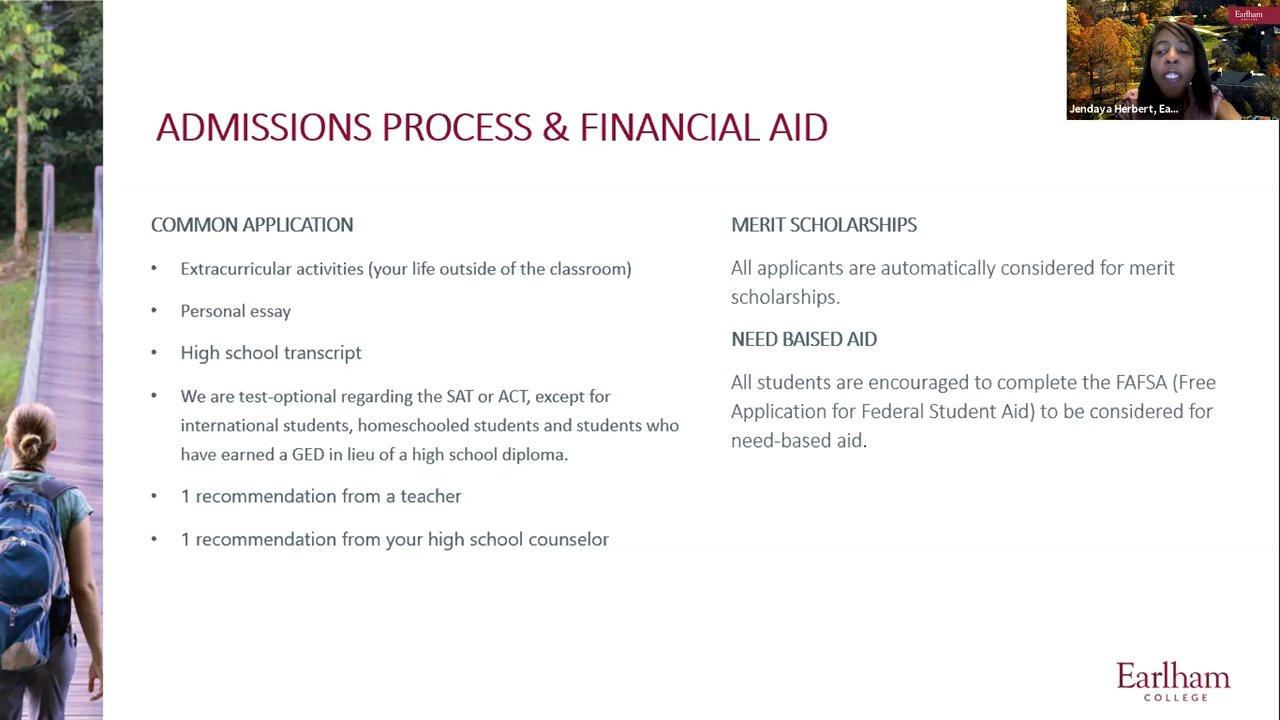 Earlham
COLLEGE
Jendaya Herbert, Ea...
ADMISSIONS PROCESS & FINANCIAL AID
COMMON APPLICATION
• Extracurricular activities (your life outside of the classroom)
• Personal essay
• High school transcript
• We are test-optional regarding the SAT or ACT, except for
international students, homeschooled students and students who
have earned a GED in lieu of a high school diploma.
• 1 recommendation from a teacher
• 1 recommendation from your high school counselor
MERIT SCHOLARSHIPS
All applicants are automatically considered for merit
scholarships.
NEED BAISED AID
All students are encouraged to complete the FAFSA (Free
Application for Federal Student Aid) to be considered for
need-based aid.
Earlham
COLLEGE